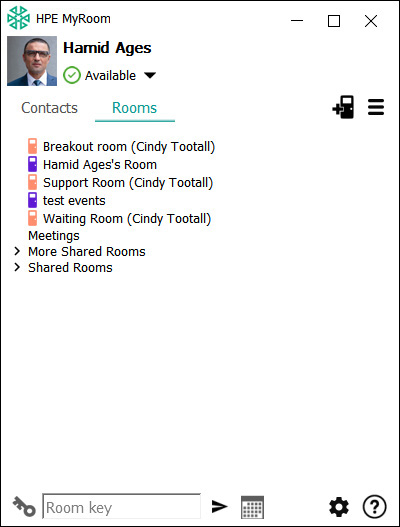 HPE MyRoom
Hamid Ages
Available
Contacts Rooms
Breakout room (Cindy Tootall)
Hamid Ages's Room
Support Room (Cindy Tootall)
test events
Waiting Room (Cindy Tootall)
Meetings
More Shared Rooms
Shared Rooms
Room key
?